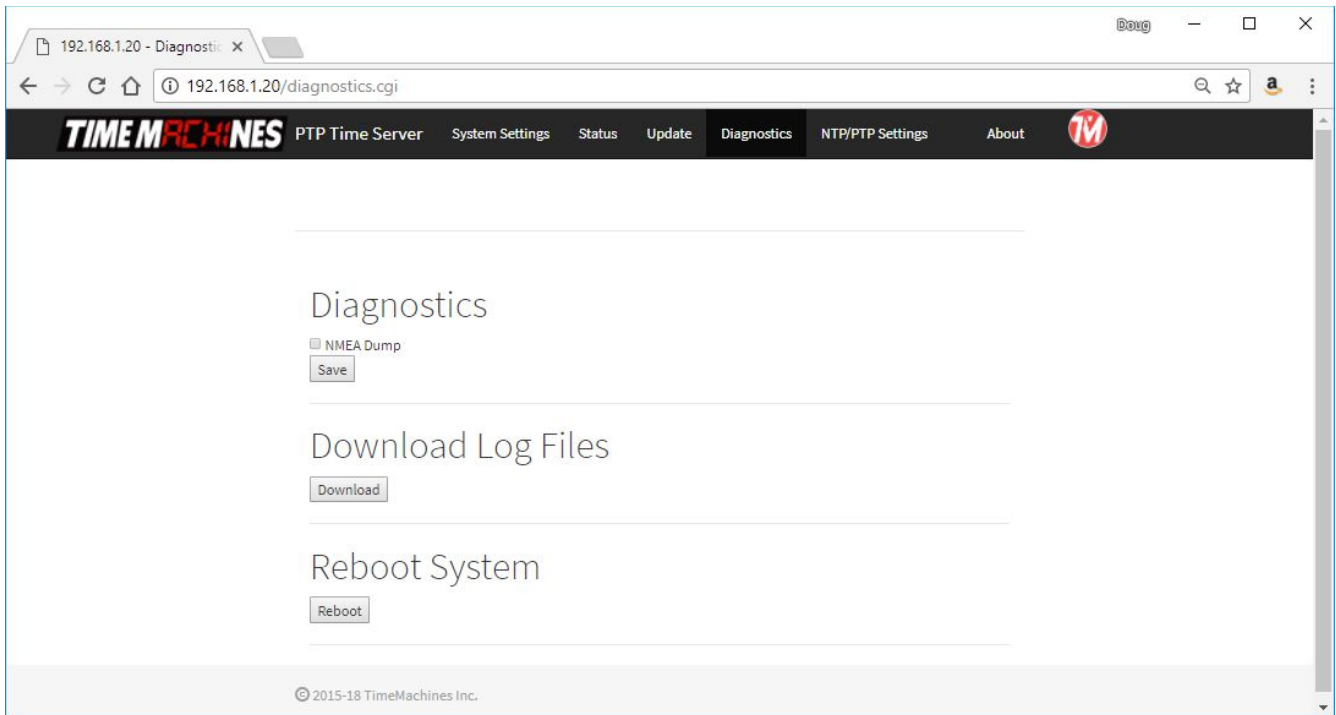 Doug
192.168.1.20 - Diagnostic
192.168.1.20/diagnostics.cgi
TIME MACHINES PTP Time Server System Settings Status Update Diagnostics NTP/PTP Settings About TM
Diagnostics
NMEA Dump
Save
Download Log Files
Download
Reboot System
Reboot
© 2015-18 TimeMachines Inc.